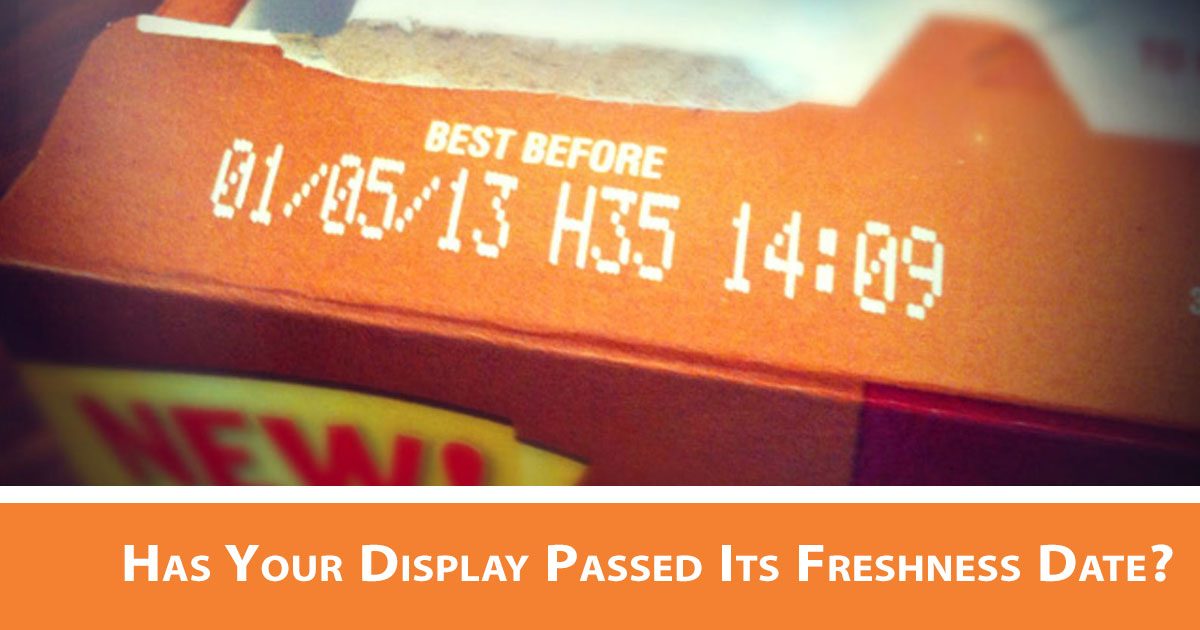 BEST BEFORE
01/05/13 H35 14:09
NEW!
Has Your Display Passed Its Freshness Date?